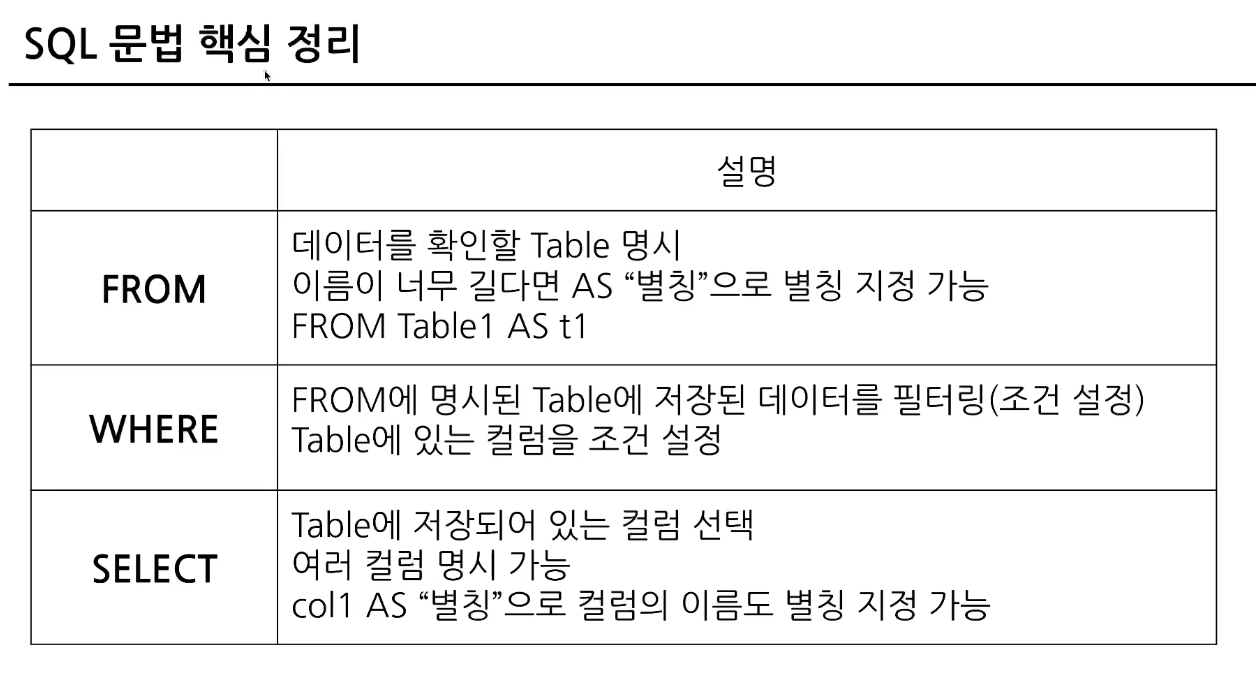 SQL 문법 핵심 정리
설명
FROM
데이터를 확인할 Table 명시
이름이 너무 길다면 AS “별칭”으로 별칭 지정 가능
FROM Table1 AS t1
WHERE
FROM에 명시된 Table에 저장된 데이터를 필터링(조건 설정)
Table에 있는 컬럼을 조건 설정
SELECT
Table에 저장되어 있는 컬럼 선택
여러 컬럼 명시 가능
col1 AS “별칭”으로 컬럼의 이름도 별칭 지정 가능